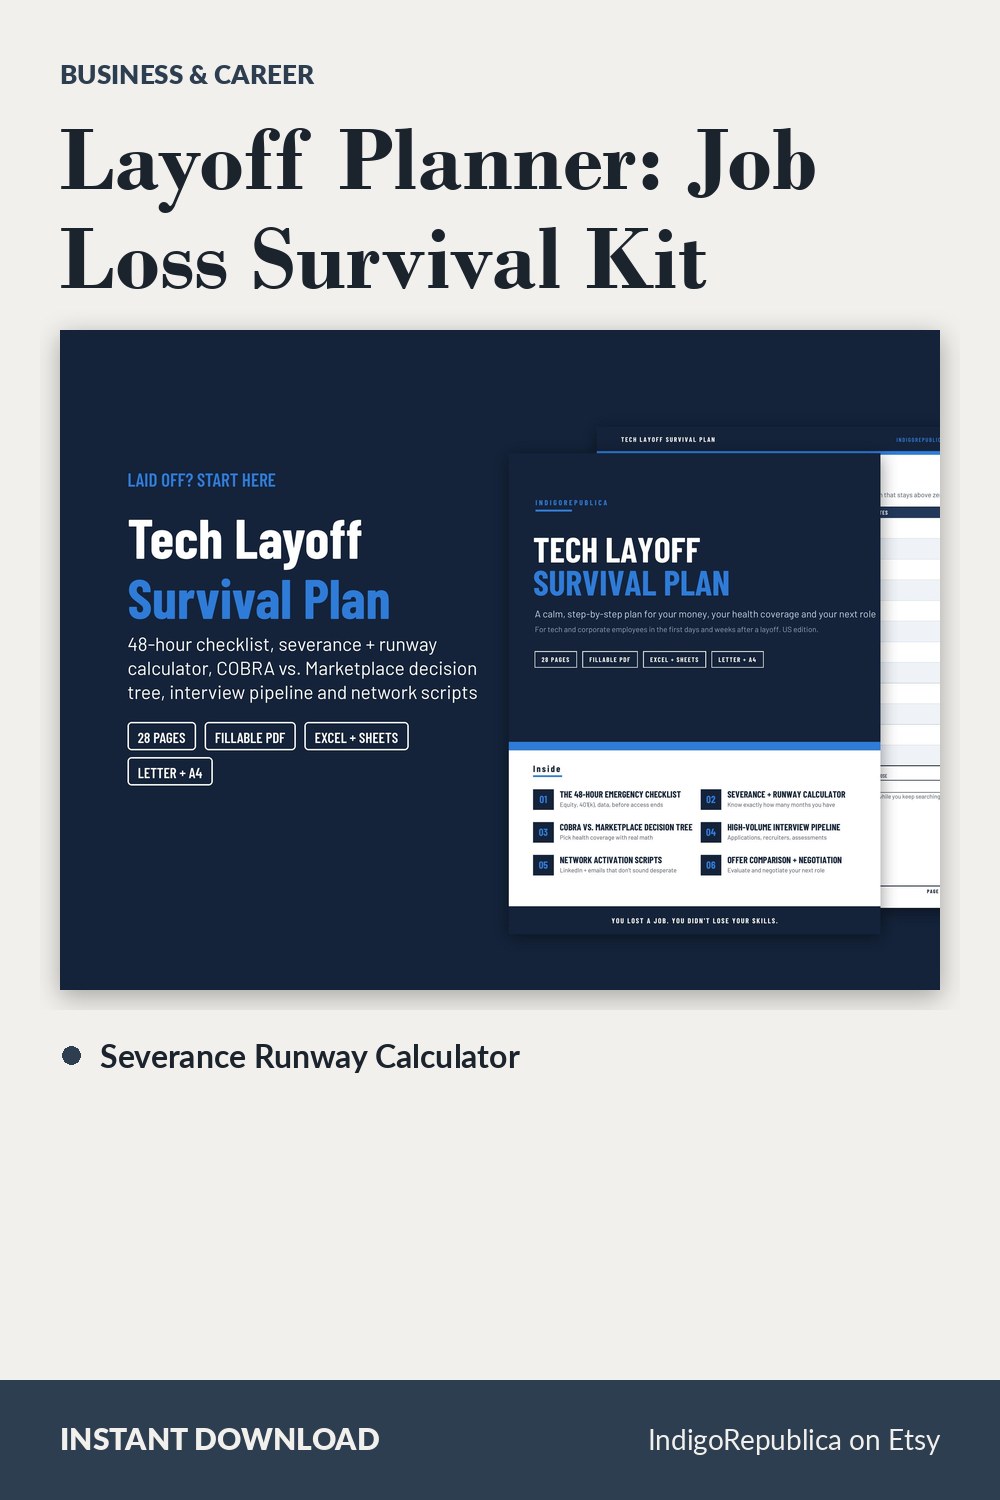 BUSINESS & CAREER
Layoff Planner: Job
Loss Survival Kit
LAID OFF? START HERE
Tech Layoff
Survival Plan
48-hour checklist, severance + runway
calculator, COBRA vs. Marketplace decision
tree, interview pipeline and network scripts
28 PAGES
FILLABLE PDF
EXCEL + SHEETS
LETTER + A4
TECH LAYOFF SURVIVAL PLAN
INDIGOREPUBLICA
TECH LAYOFF
SURVIVAL PLAN
A calm, step-by-step plan for your money, your health coverage and your next role
For tech and corporate employees in the first days and weeks after a layoff. US edition.
28 PAGES
FILLABLE PDF
EXCEL + SHEETS
LETTER + A4
that stays above
Inside
01 THE 48-HOUR EMERGENCY CHECKLIST
Equity, 401(k), data, before access ends
02 SEVERANCE + RUNWAY CALCULATOR
Know exactly how many months you have
03 COBRA VS. MARKETPLACE DECISION TREE
Pick health coverage with real math
04 HIGH-VOLUME INTERVIEW PIPELINE
Applications, recruiters, assessments
05 NETWORK ACTIVATION SCRIPTS
LinkedIn + emails that don't sound desperate
06 OFFER COMPARISON + NEGOTIATION
Evaluate and negotiate your next role
while you keep searching
PAGE
YOU LOST A JOB. YOU DIDN'T LOSE YOUR SKILLS.
Severance Runway Calculator
INSTANT DOWNLOAD
IndigoRepublica on Etsy